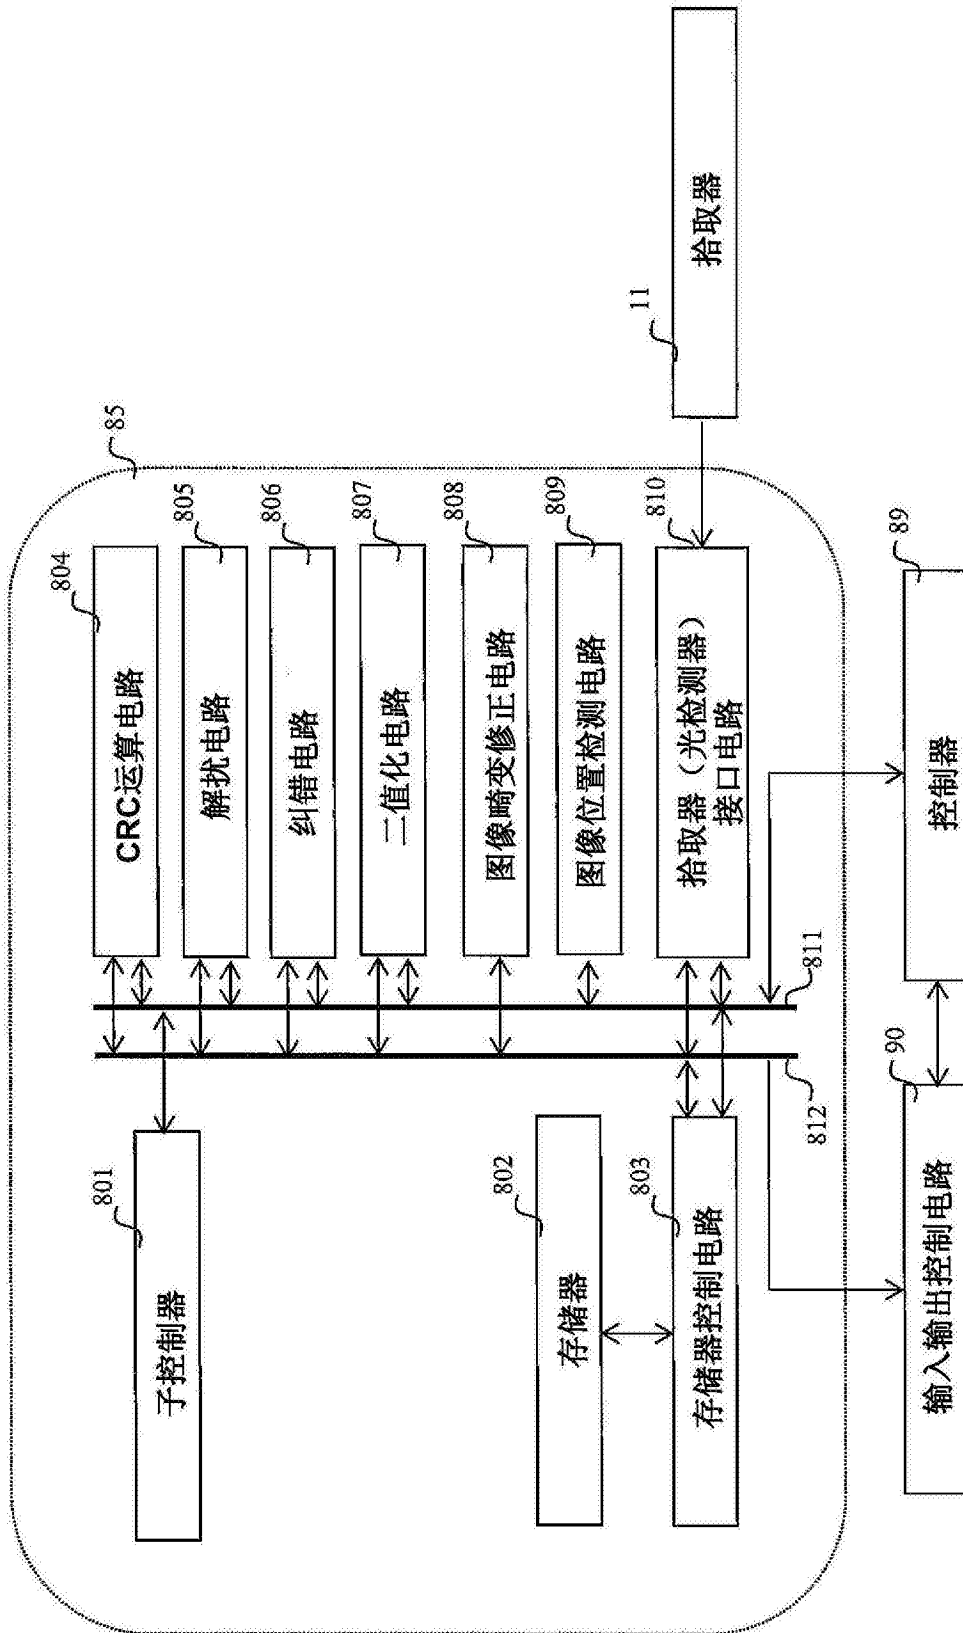 85
804
CRC运算电路
805
解扰电路
806
纠错电路
807
二值化电路
808
图像畸变修正电路
809
图像位置检测电路
810
拾取器（光检测器）
接口电路
11
拾取器
801
子控制器
802
存储器
803
存储器控制电路
811
812
89
控制器
90
输入输出控制电路